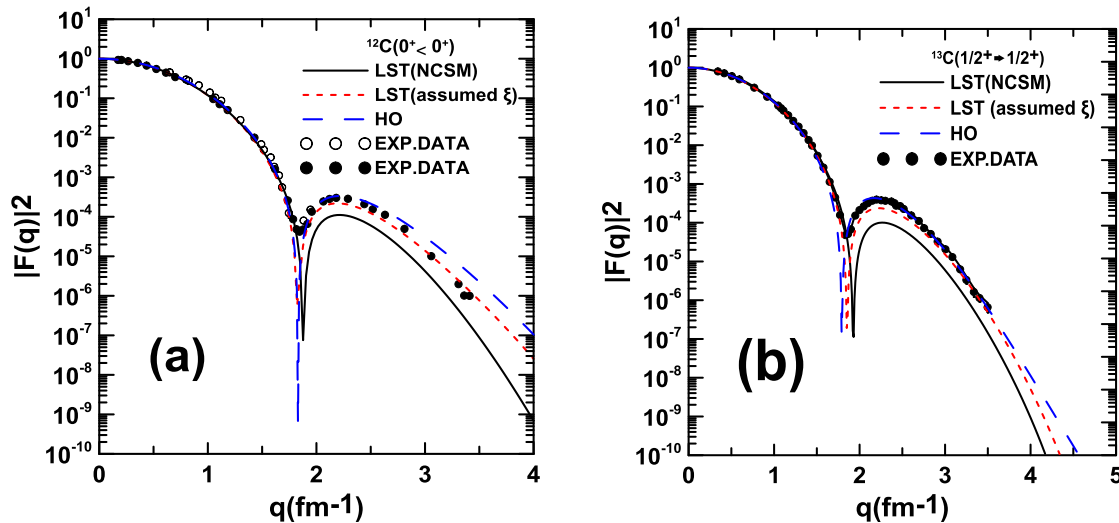 ¹²C(0⁺< 0⁺)
LST(NCSM)
LST(assumed ξ)
HO
EXP.DATA
EXP.DATA
(a)
|F(q)|²
10²
10¹
10⁰
10⁻¹
10⁻²
10⁻³
10⁻⁴
10⁻⁵
10⁻⁶
10⁻⁷
10⁻⁸
10⁻⁹
10⁻¹⁰
0 1 2 3 4
q(fm⁻¹)
¹³C(1/2⁺➔1/2⁺)
LST(NCSM)
LST (assumed ξ)
HO
EXP.DATA
(b)
|F(q)|²
10²
10¹
10⁰
10⁻¹
10⁻²
10⁻³
10⁻⁴
10⁻⁵
10⁻⁶
10⁻⁷
10⁻⁸
10⁻⁹
10⁻¹⁰
0 1 2 3 4 5
q(fm⁻¹)